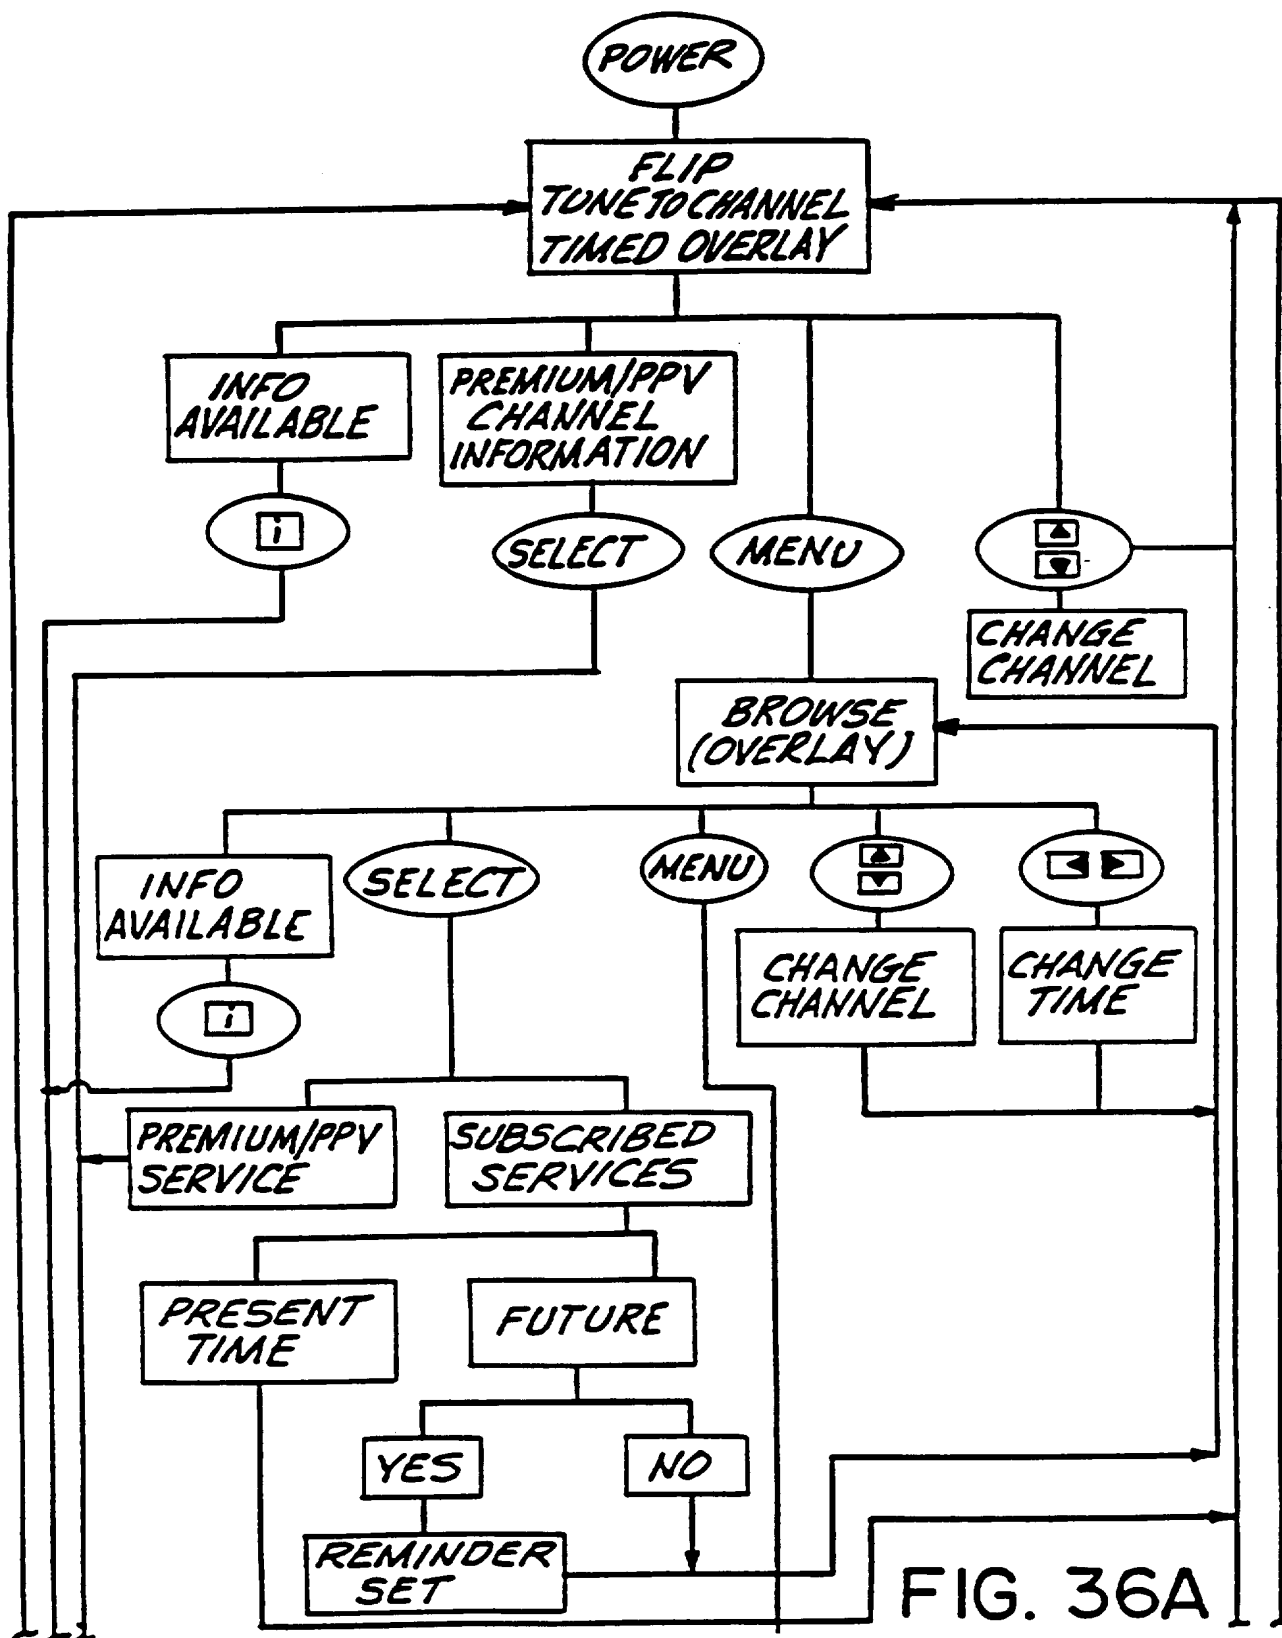 POWER
FLIP
TUNE TO CHANNEL
TIMED OVERLAY
INFO
AVAILABLE
PREMIUM/PPV
CHANNEL
INFORMATION
i
SELECT
MENU
CHANGE
CHANNEL
BROWSE
(OVERLAY)
INFO
AVAILABLE
SELECT
MENU
CHANGE
CHANNEL
CHANGE
TIME
i
PREMIUM/PPV
SERVICE
SUBSCRIBED
SERVICES
PRESENT
TIME
FUTURE
YES
NO
REMINDER
SET
FIG. 36A